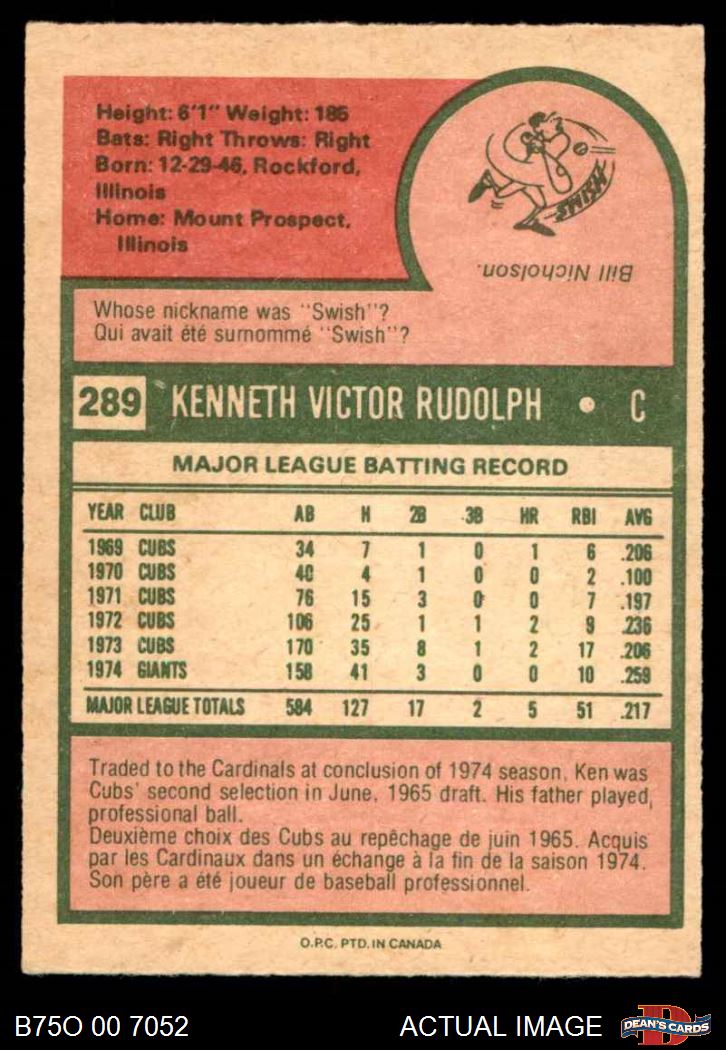 Height: 6'1" Weight: 185
Bats: Right Throws: Right
Born: 12-29-46, Rockford,
Illinois
Home: Mount Prospect,
Illinois
SWISH
Bill Nicholson.
Whose nickname was "Swish"?
Qui avait été surnommé "Swish"?
289 KENNETH VICTOR RUDOLPH • C
MAJOR LEAGUE BATTING RECORD
YEAR CLUB AB H 2B 3B HR RBI AVG
1969 CUBS 34 7 1 0 1 6 .206
1970 CUBS 40 4 1 0 0 2 .100
1971 CUBS 76 15 3 0 0 7 .197
1972 CUBS 106 25 1 1 2 9 .236
1973 CUBS 170 35 8 1 2 17 .206
1974 GIANTS 158 41 3 0 0 10 .259
MAJOR LEAGUE TOTALS 584 127 17 2 5 51 .217
Traded to the Cardinals at conclusion of 1974 season, Ken was
Cubs' second selection in June, 1965 draft. His father played
professional ball.
Deuxième choix des Cubs au repêchage de juin 1965. Acquis
par les Cardinaux dans un échange à la fin de la saison 1974.
Son père a été joueur de baseball professionnel.
O.P.C. PTD. IN CANADA
B75O 00 7052 ACTUAL IMAGE
D
DEAN'S CARDS